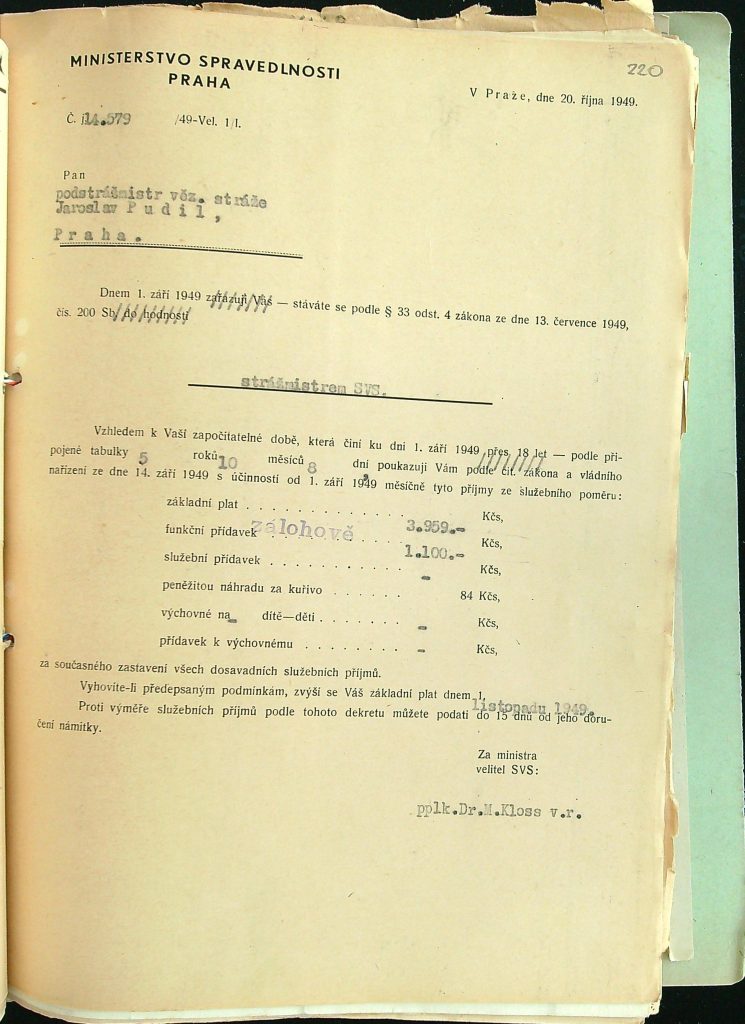 220
MINISTERSTVO SPRAVEDLNOSTI
PRAHA
V Praze, dne 20. října 1949.
Č. j. 14.579 /49-Vel. 1/I.
Pan
podstrážmistr věz. stráže
Jaroslav Pudil,
Praha.
Dnem 1. září 1949 zařazuji Vás — stáváte se podle § 33 odst. 4 zákona ze dne 13. července 1949,
čís. 200 Sb. do hodnosti
strážmistrem SVS.
Vzhledem k Vaší započitatelné době, která činí ku dni 1. září 1949 přes 18 let — podle při-
pojené tabulky 5 roků 10 měsíců 8 dní, poukazuji Vám podle cit. zákona a vládního
nařízení ze dne 14. září 1949 s účinností od 1. září 1949 měsíčně tyto příjmy ze služebního poměru:
základní plat . . . . . . . . . . . . 3.959.- Kčs,
funkční přídavek zálohově . . . . 1.100.- Kčs,
služební přídavek . . . . . . . . . . - Kčs,
peněžitou náhradu za kuřivo . . . . . . 84 Kčs,
výchovné na - dítě—děti . . . . . . . - Kčs,
přídavek k výchovnému . . . . . . . . - Kčs,
za současného zastavení všech dosavadních služebních příjmů.
Vyhovíte-li předepsaným podmínkám, zvýší se Váš základní plat dnem 1. listopadu 1949.
Proti výměře služebních příjmů podle tohoto dekretu můžete podati do 15 dnů od jeho doru-
čení námitky.
Za ministra
velitel SVS:
pplk.Dr.M.Kloss v.r.